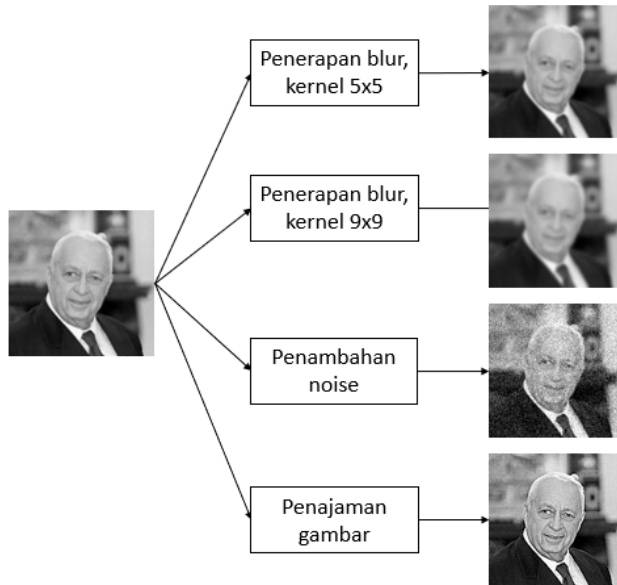 Penerapan blur,
kernel 5x5
Penerapan blur,
kernel 9x9
Penambahan
noise
Penajaman
gambar